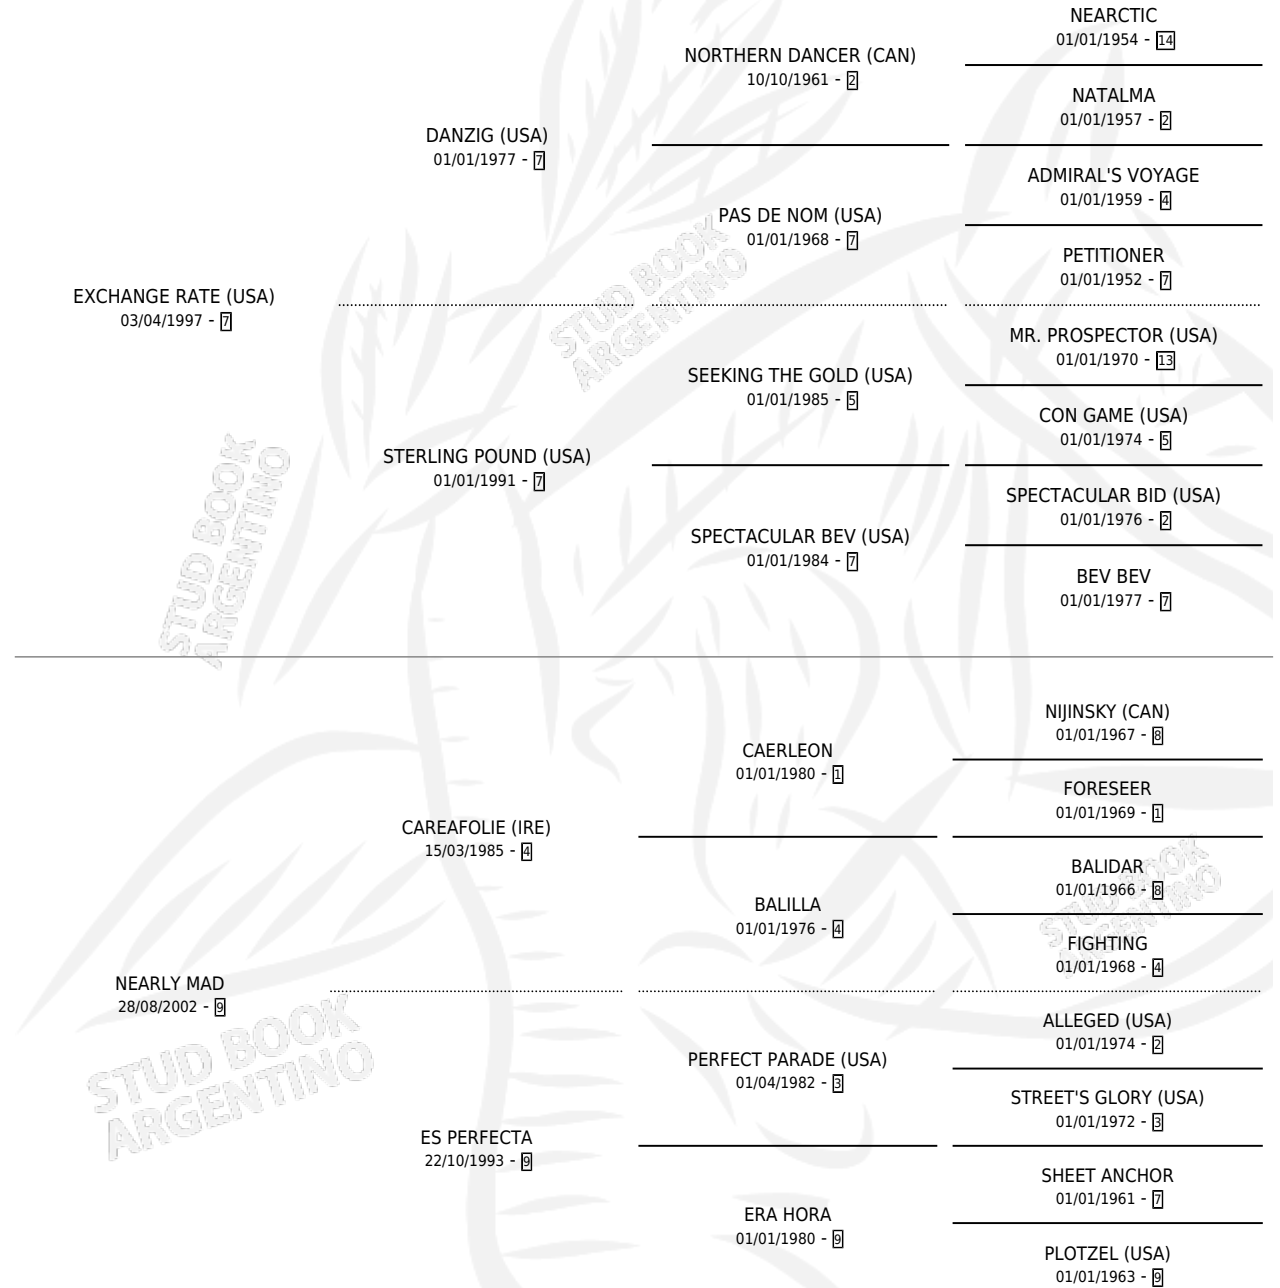 NEARCTIC
01/01/1954 - 14
NORTHERN DANCER (CAN)
10/10/1961 - 2
NATALMA
01/01/1957 - 2
DANZIG (USA)
01/01/1977 - 7
ADMIRAL'S VOYAGE
01/01/1959 - 4
PAS DE NOM (USA)
01/01/1968 - 7
PETITIONER
01/01/1952 - 7
EXCHANGE RATE (USA)
03/04/1997 - 7
STUD BOOK
ARGENTINO
MR. PROSPECTOR (USA)
01/01/1970 - 13
SEEKING THE GOLD (USA)
01/01/1985 - 5
CON GAME (USA)
01/01/1974 - 5
STERLING POUND (USA)
01/01/1991 - 7
SPECTACULAR BID (USA)
01/01/1976 - 2
SPECTACULAR BEV (USA)
01/01/1984 - 7
BEV BEV
01/01/1977 - 7
STUD BOOK
ARGENTINO
NIJINSKY (CAN)
01/01/1967 - 8
CAERLEON
01/01/1980 - 1
FORESEER
01/01/1969 - 1
CAREAFOLIE (IRE)
15/03/1985 - 4
BALIDAR
01/01/1966 - 8
BALILLA
01/01/1976 - 4
FIGHTING
01/01/1968 - 4
STUD BOOK
ARGENTINO
NEARLY MAD
28/08/2002 - 9
ALLEGED (USA)
01/01/1974 - 2
PERFECT PARADE (USA)
01/04/1982 - 3
STREET'S GLORY (USA)
01/01/1972 - 3
STUD BOOK
ARGENTINO
ES PERFECTA
22/10/1993 - 9
SHEET ANCHOR
01/01/1961 - 7
ERA HORA
01/01/1980 - 9
PLOTZEL (USA)
01/01/1963 - 9